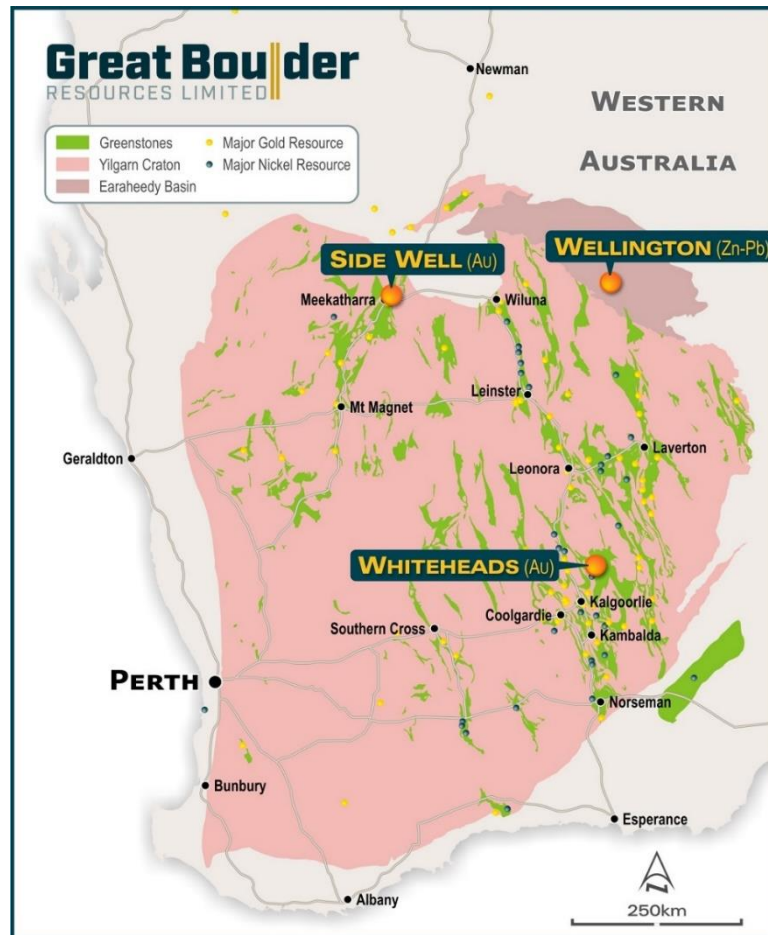 Great Boulder
RESOURCES LIMITED
Newman
WESTERN
AUSTRALIA
Greenstones
Major Gold Resource
Yilgarn Craton
Major Nickel Resource
Earaheedy Basin
SIDE WELL (Au)
WELLINGTON (Zn-Pb)
Meekatharra
Wiluna
Leinster
Mt Magnet
Geraldton
Laverton
Leonora
WHITEHEADS (Au)
Kalgoorlie
Coolgardie
Southern Cross
Kambalda
PERTH
Norseman
Bunbury
Esperance
Albany
N
250km